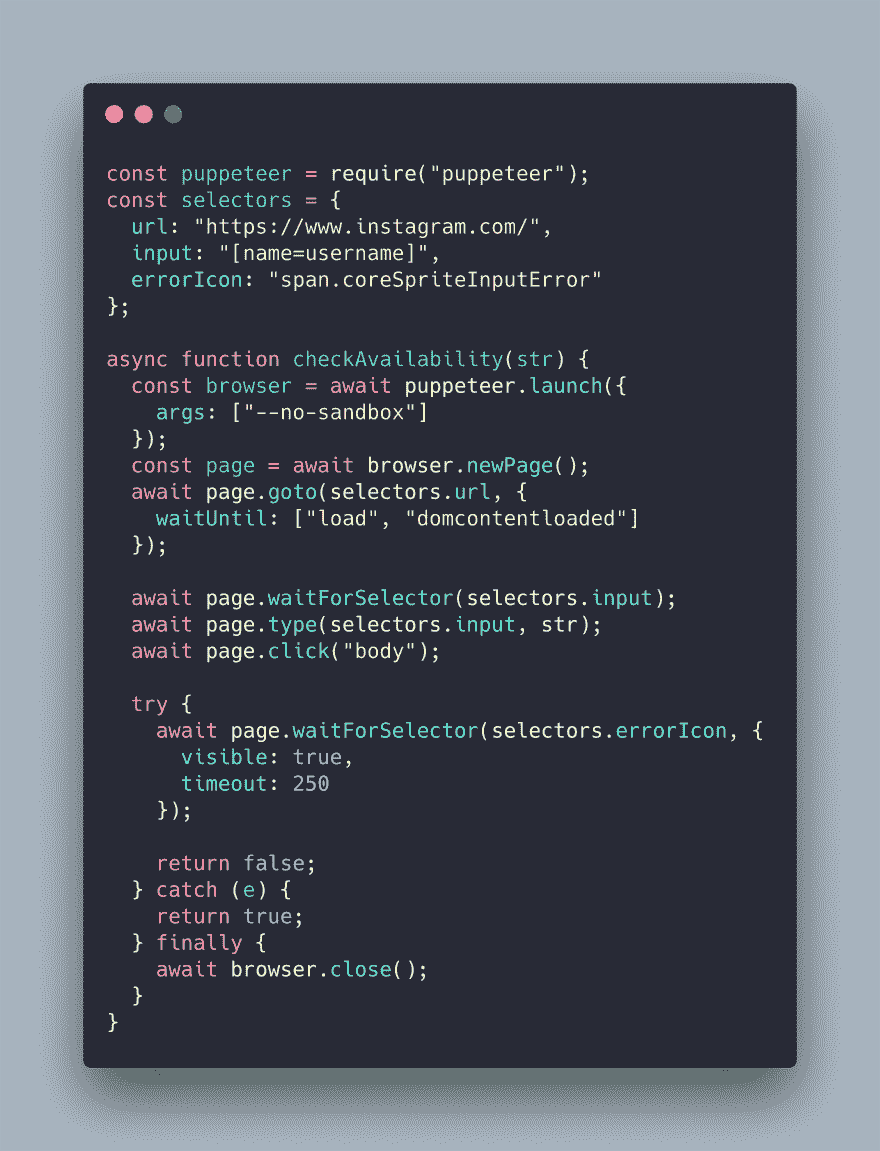 const puppeteer = require("puppeteer");
const selectors = {
  url: "https://www.instagram.com/",
  input: "[name=username]",
  errorIcon: "span.coreSpriteInputError"
};

async function checkAvailability(str) {
  const browser = await puppeteer.launch({
    args: ["--no-sandbox"]
  });
  const page = await browser.newPage();
  await page.goto(selectors.url, {
    waitUntil: ["load", "domcontentloaded"]
  });

  await page.waitForSelector(selectors.input);
  await page.type(selectors.input, str);
  await page.click("body");

  try {
    await page.waitForSelector(selectors.errorIcon, {
      visible: true,
      timeout: 250
    });

    return false;
  } catch (e) {
    return true;
  } finally {
    await browser.close();
  }
}